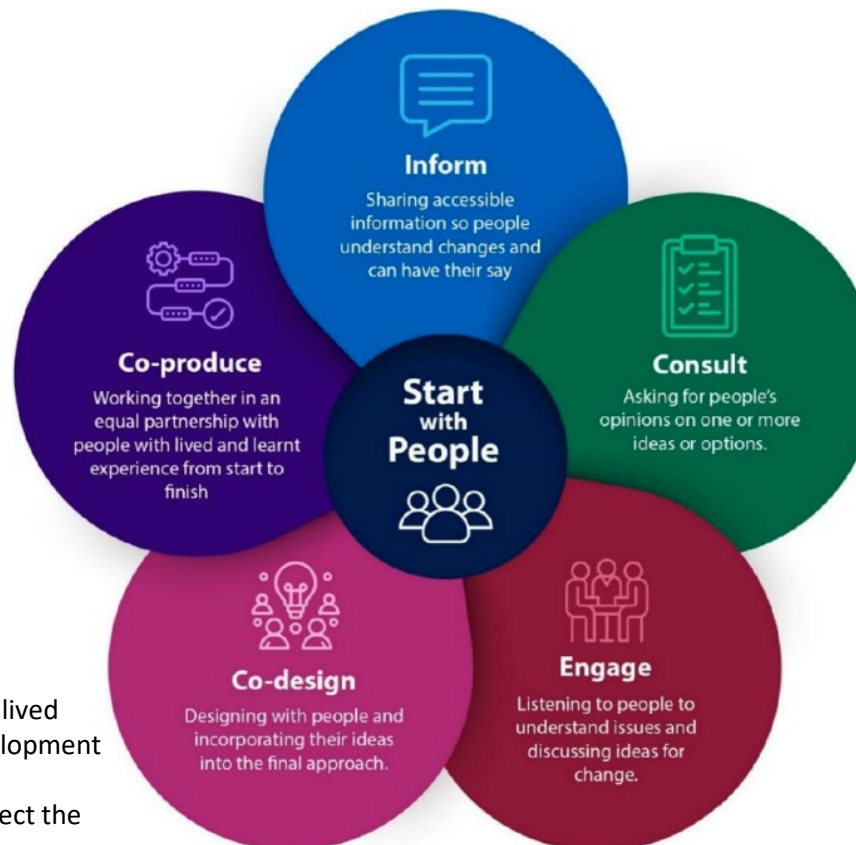 Inform
Sharing accessible
information so people
understand changes and
can have their say
Consult
Asking for people's
opinions on one or more
ideas or options.
Engage
Listening to people to
understand issues and
discussing ideas for
change.
Co-design
Designing with people and
incorporating their ideas
into the final approach.
Co-produce
Working together in an
equal partnership with
people with lived and learnt
experience from start to
finish
Start
with
People
lived
lopment
ect the